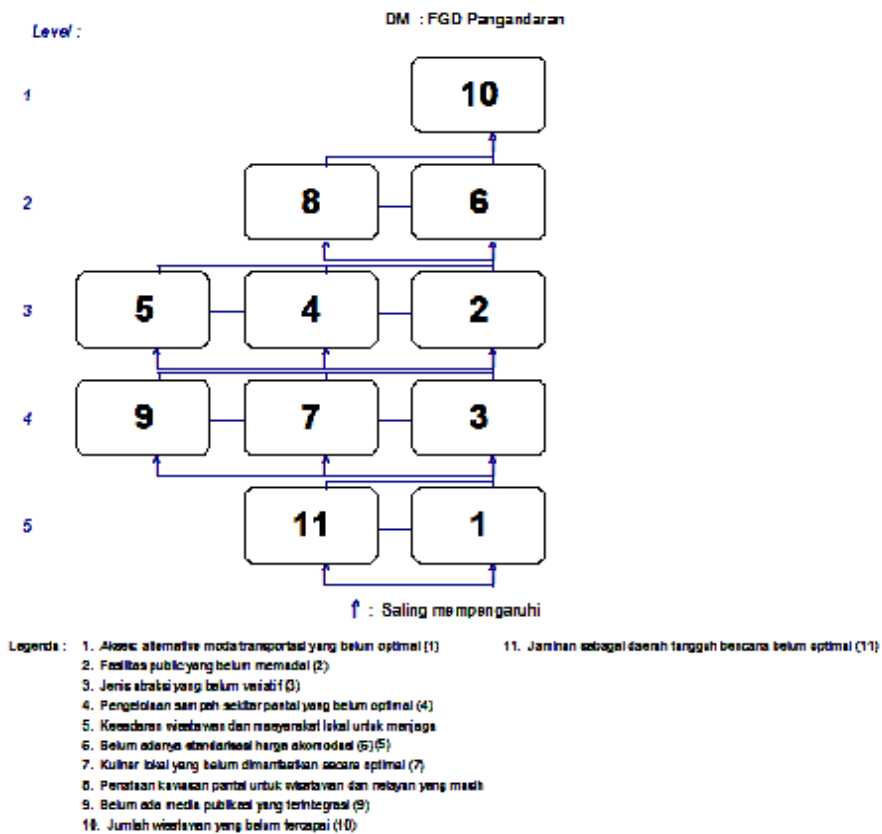 DM : FGD Pangandaran
Level :
1
10
2
8 6
3
5 4 2
4
9 7 3
5
11 1
↑ : Saling mempengaruhi
Legenda : 1. Akses alternative moda transportasi yang belum optimal (1) 11. Jaminan sebagai daerah tangguh bencana belum optimal (11)
2. Fasilitas public yang belum memadai (2)
3. Jenis atraksi yang belum variatif (3)
4. Pengelolaan sampah sekitar pantai yang belum optimal (4)
5. Kesadaran wisatawan dan masyarakat lokal untuk menjaga
6. Belum adanya standarisasi harga akomodasi (6)(5)
7. Kuliner lokal yang belum dimanfaatkan secara optimal (7)
8. Penataan kawasan pantai untuk wisatawan dan nelayan yang masih
9. Belum ada media publikasi yang terintegrasi (9)
10. Jumlah wisatawan yang belum tercapai (10)